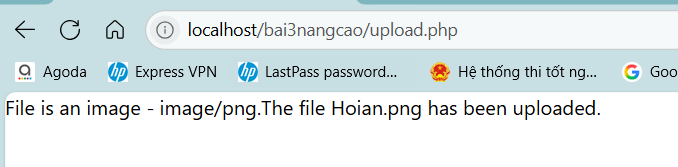 localhost/bai3nangcao/upload.php
Agoda Express VPN LastPass password... Hệ thống thi tốt ng... Goo
File is an image - image/png.The file Hoian.png has been uploaded.